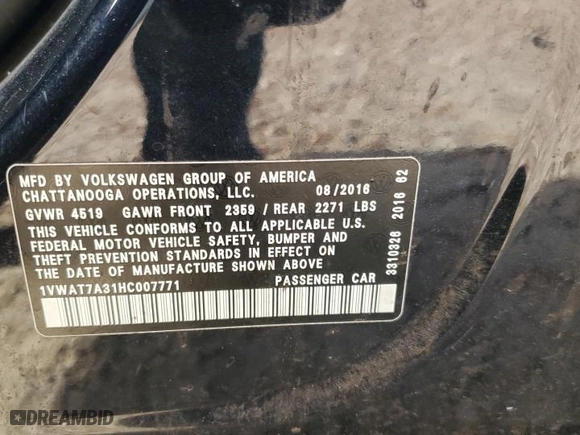 MFD BY VOLKSWAGEN GROUP OF AMERICA
CHATTANOOGA OPERATIONS, LLC. 08/2016
GVWR 4519 GAWR FRONT 2359 / REAR 2271 LBS
THIS VEHICLE CONFORMS TO ALL APPLICABLE U.S.
FEDERAL MOTOR VEHICLE SAFETY, BUMPER AND
THEFT PREVENTION STANDARDS IN EFFECT ON
THE DATE OF MANUFACTURE SHOWN ABOVE
1VWAT7A31HC007771 PASSENGER CAR
3310328 2016 62
DREAMBID